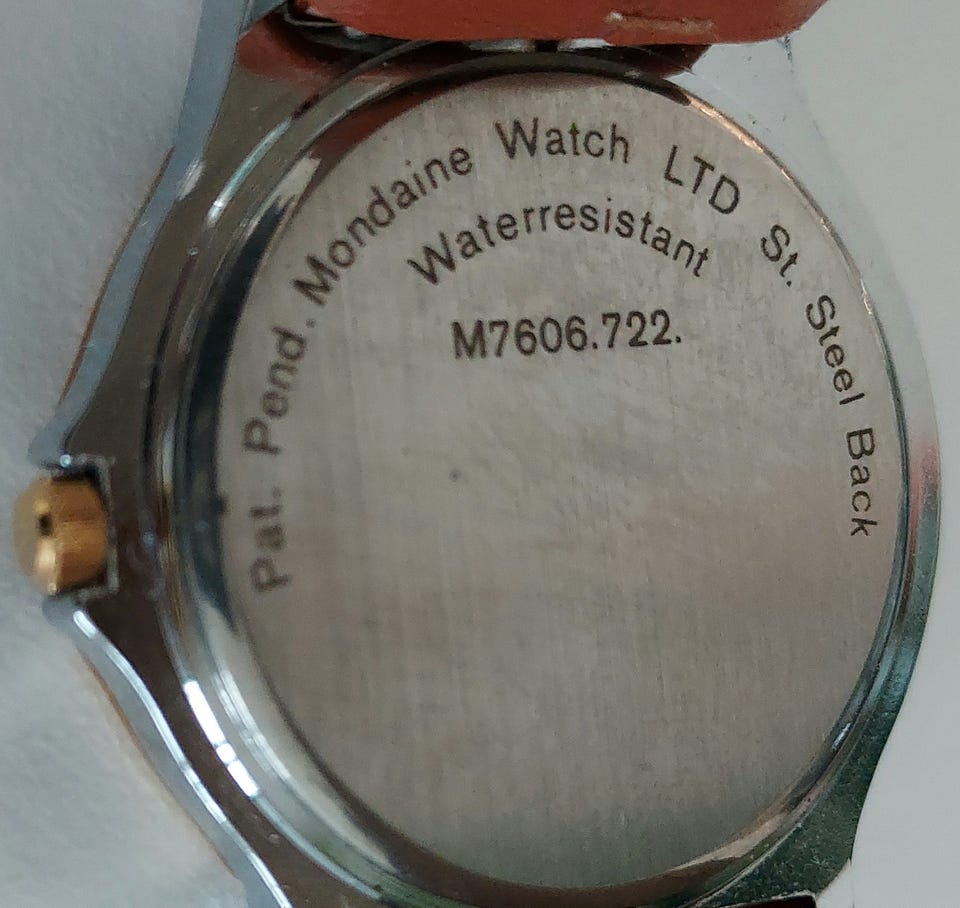 Pat. Pend. Mondaine Watch LTD St. Steel Back
Waterresistant
M7606.722.